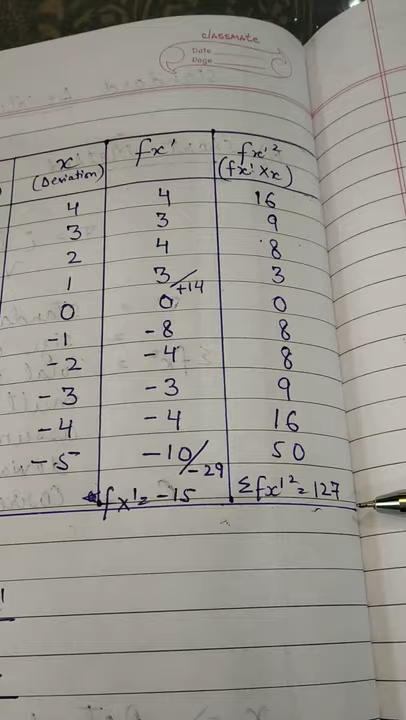 CLASSMATE
Date
Page
x' fx' fx'²
(Deviation) (fx' × x)
4 4 16
3 3 9
2 4 8
1 3/+14 3
0 0 0
-1 -8 8
-2 -4 8
-3 -3 9
-4 -4 16
-5 -10/-29 50
fx' = -15 Σfx'² = 127